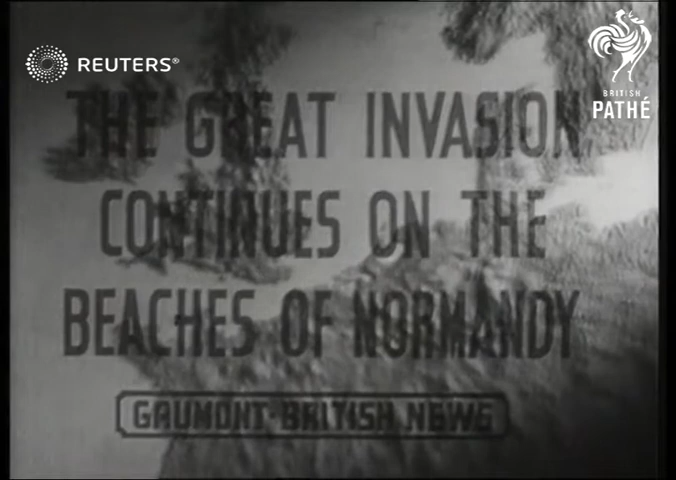 REUTERS®
BRITISH
PATHÉ
THE GREAT INVASION
CONTINUES ON THE
BEACHES OF NORMANDY
GAUMONT-BRITISH NEWS